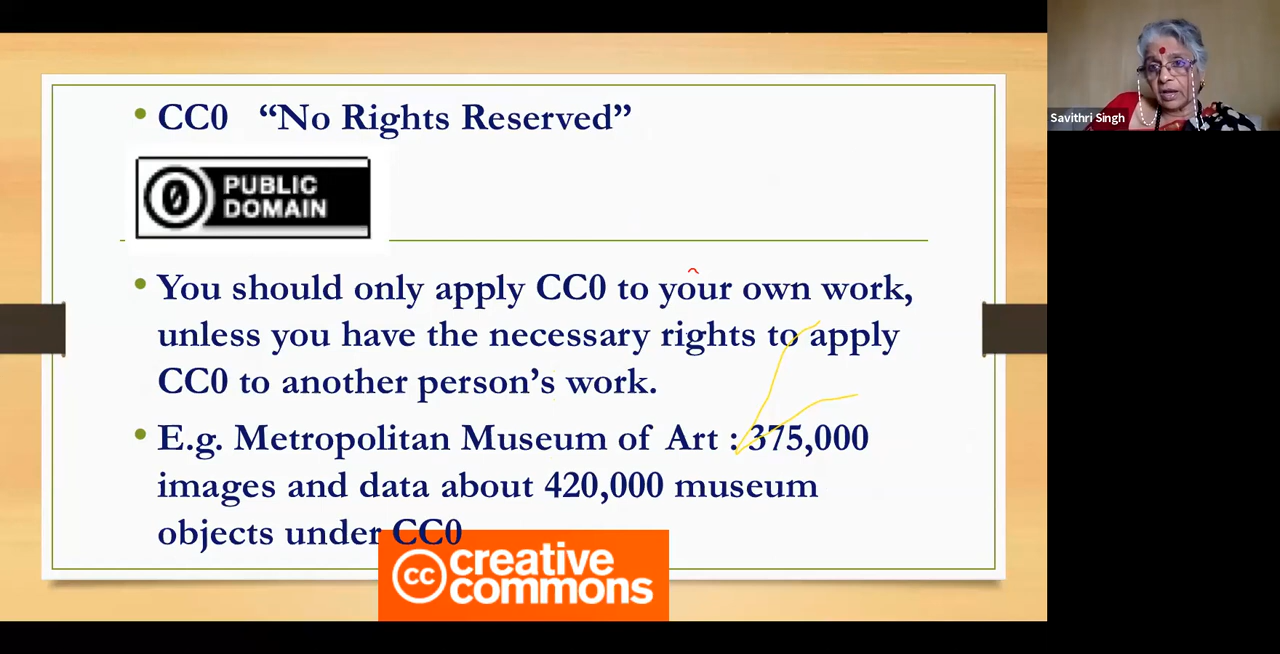 • CC0 “No Rights Reserved”
0 PUBLIC
DOMAIN
• You should only apply CC0 to your own work,
unless you have the necessary rights to apply
CC0 to another person’s work.
• E.g. Metropolitan Museum of Art : 375,000
images and data about 420,000 museum
objects under CC0
cc creative
commons
Savithri Singh